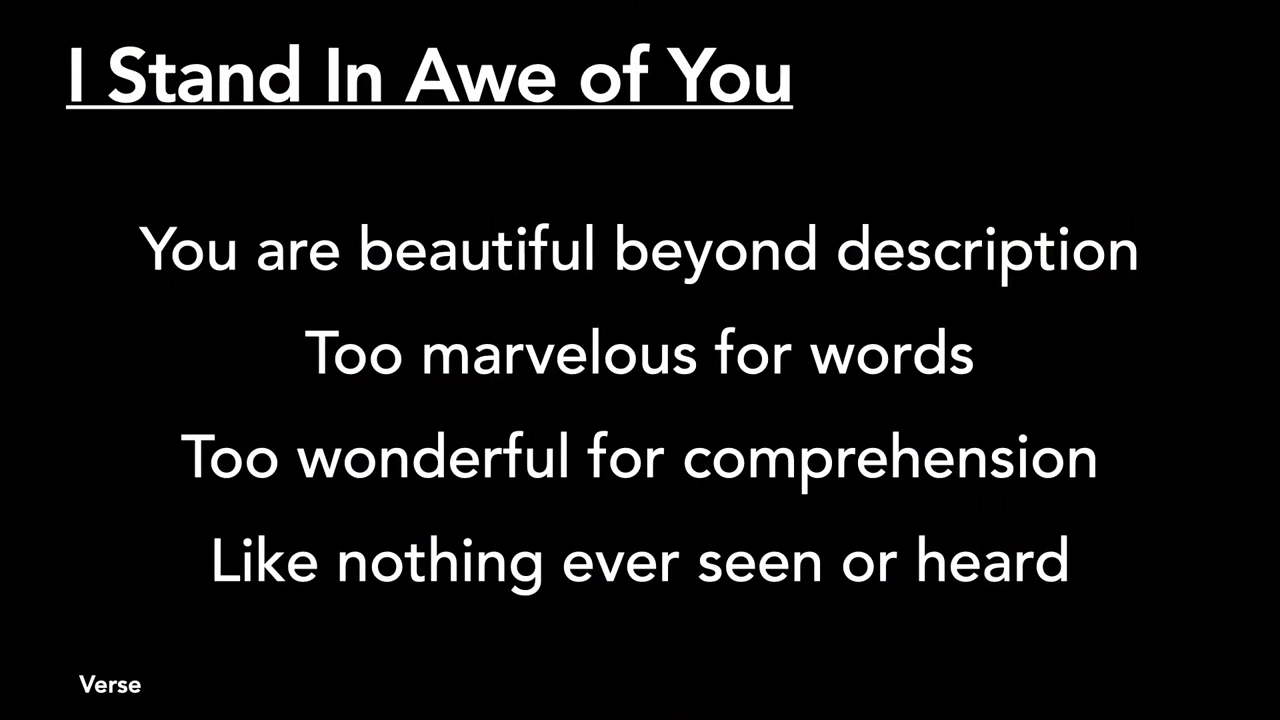 I Stand In Awe of You
You are beautiful beyond description
Too marvelous for words
Too wonderful for comprehension
Like nothing ever seen or heard
Verse